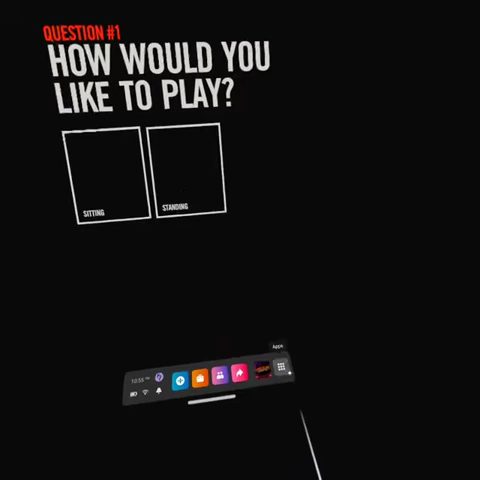 QUESTION #1
HOW WOULD YOU
LIKE TO PLAY?
SITTING
STANDING
Apps